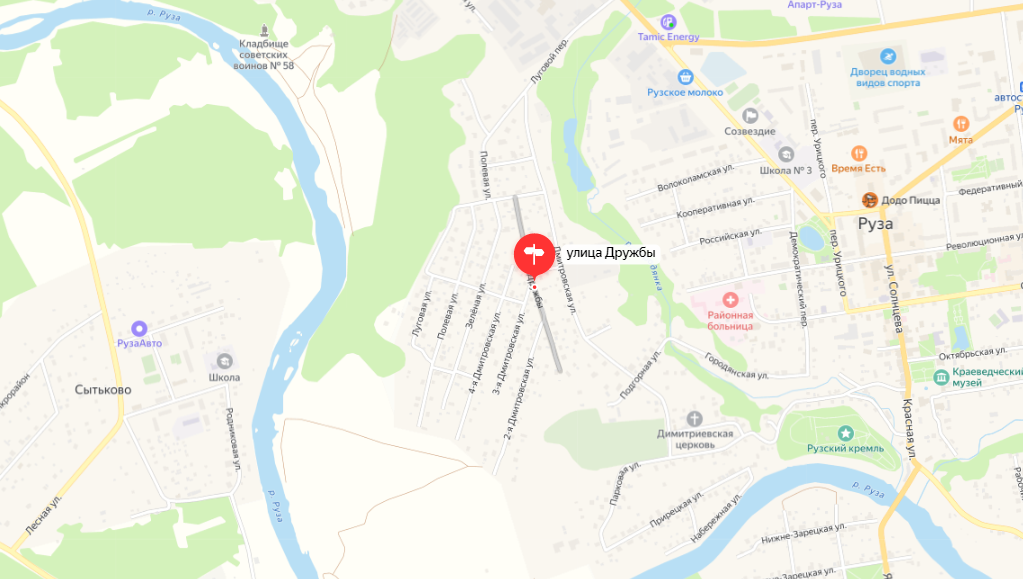 р. Руза
Кладбище
советских
воинов № 58
Луговой пер.
Tamic Energy
Апарт-Руза
Рузское молоко
Дворец водных
видов спорта
Созвездие
Школа № 3
пер. Урицкого
Время Есть
Мята
Додо Пицца
Руза
Федеративный
Революционная ул.
Волоколамская ул.
Кооперативная ул.
Российская ул.
Полевая ул.
улица Дружбы
Дмитровская ул.
Демократический пер.
пер. Урицкого
ул. Солнцева
Районная
больница
Луговая ул.
Полевая ул.
Зелёная ул.
4-я Дмитровская ул.
3-я Дмитровская ул.
2-я Дмитровская ул.
Подгорная ул.
Городянская ул.
Октябрьская ул.
Краеведческий
музей
Красная ул.
РузаАвто
Школа
Сытьково
Родниковая ул.
Лесная ул.
р. Руза
Димитриевская
церковь
Рузский кремль
Парковая ул.
Прирецкая ул.
Набережная ул.
р. Руза
Нижне-Зарецкая ул.